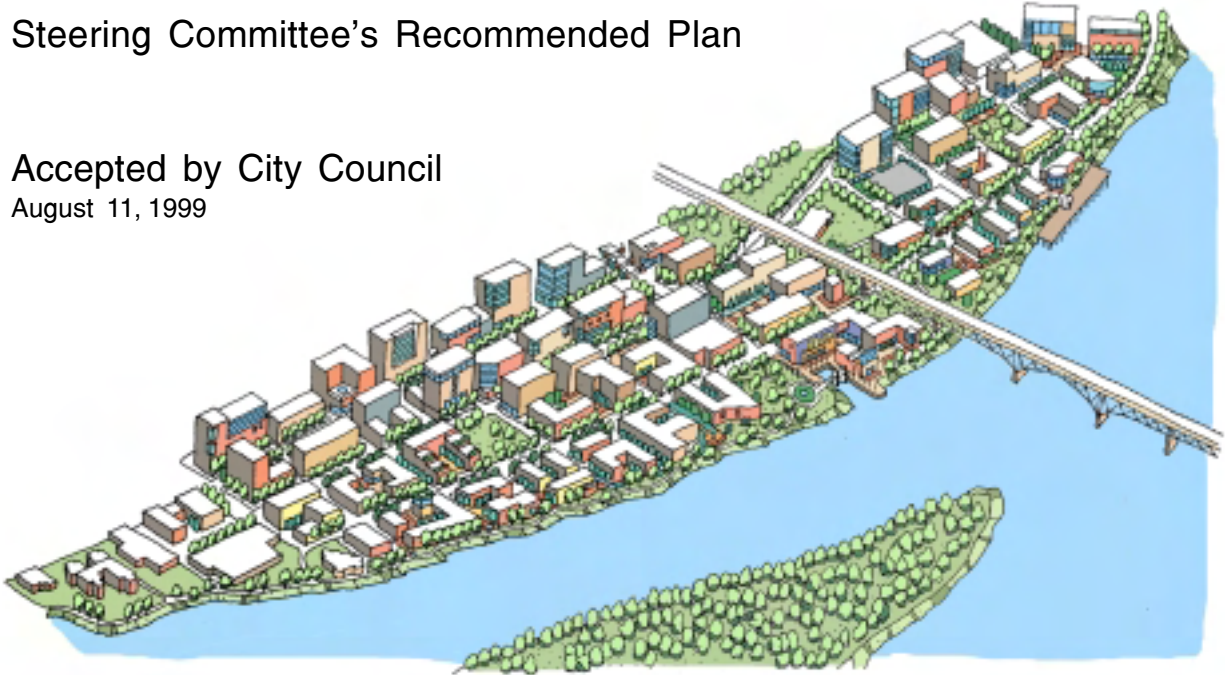 Steering Committee's Recommended Plan
Accepted by City Council
August 11, 1999